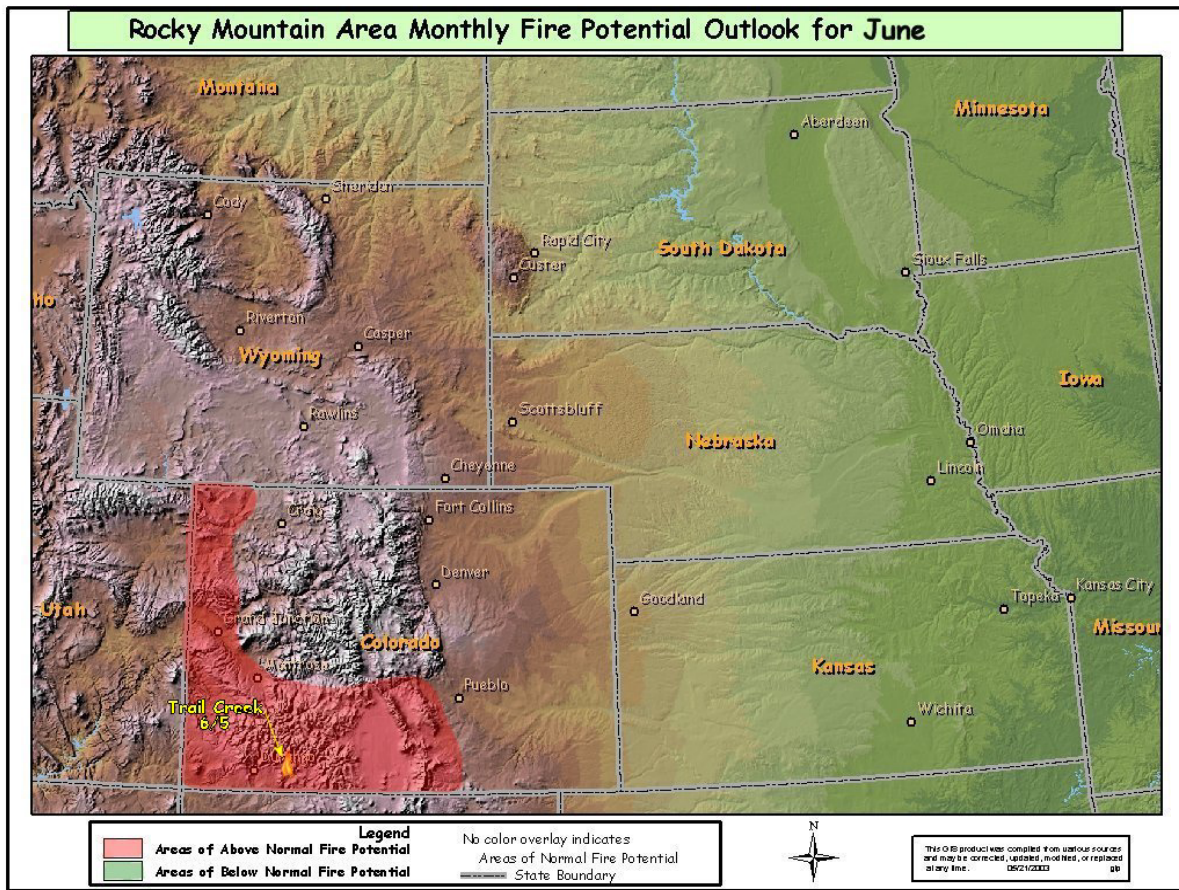 Rocky Mountain Area Monthly Fire Potential Outlook for June
Montana
Minnesota
Aberdeen
Sheridan
Cody
Rapid City
South Dakota
Custer
Sioux Falls
ho
Riverton
Casper
Wyoming
Iowa
Scottsbluff
Rawlins
Nebraska
Omaha
Lincoln
Cheyenne
Craig
Fort Collins
Denver
Kansas City
Utah
Goodland
Topeka
Grand Junction
Missour
Colorado
Montrose
Kansas
Pueblo
Trail Creek
6/5
Wichita
Durango
Legend
Areas of Above Normal Fire Potential
Areas of Below Normal Fire Potential
No color overlay indicates
Areas of Normal Fire Potential
State Boundary
N
This GIS product was compiled from various sources
and may be corrected, updated, modified, or replaced
at any time.